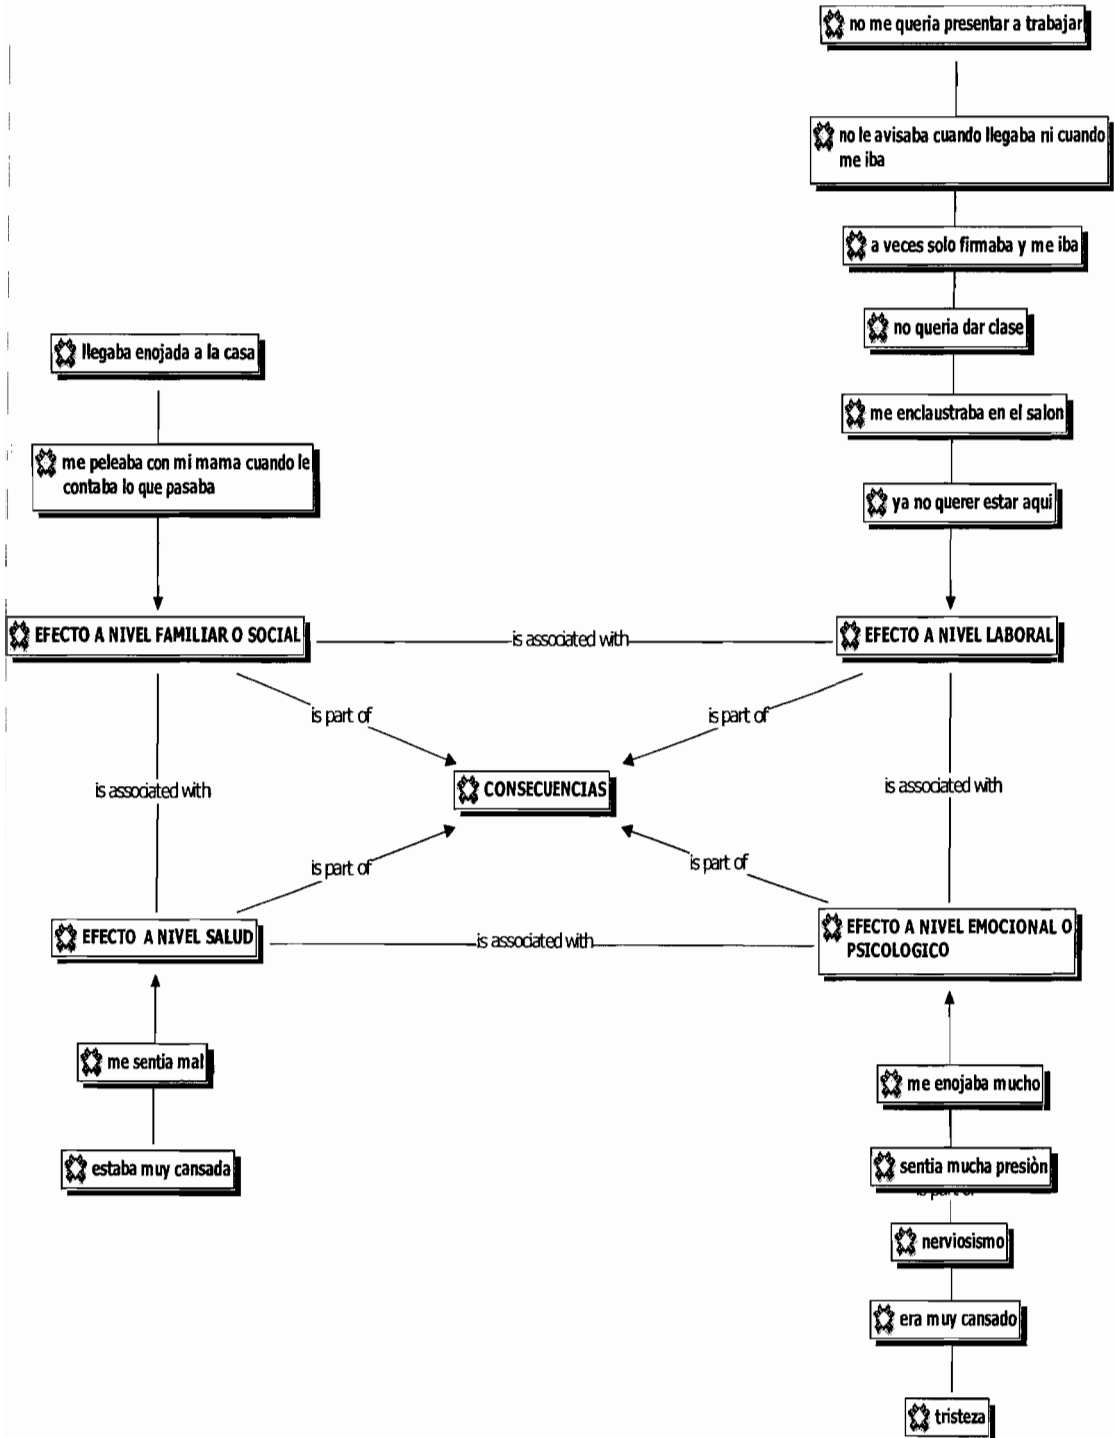 no me queria presentar a trabajar
no le avisaba cuando llegaba ni cuando
me iba
a veces solo firmaba y me iba
no queria dar clase
llegaba enojada a la casa
me enclaustraba en el salon
me peleaba con mi mama cuando le
contaba lo que pasaba
ya no querer estar aqui
EFECTO A NIVEL FAMILIAR O SOCIAL
is associated with
EFECTO A NIVEL LABORAL
is part of
is part of
is associated with
CONSECUENCIAS
is associated with
is part of
is part of
EFECTO A NIVEL SALUD
is associated with
EFECTO A NIVEL EMOCIONAL O
PSICOLOGICO
me sentia mal
me enojaba mucho
estaba muy cansada
sentia mucha presiòn
is part of
nerviosismo
era muy cansado
tristeza